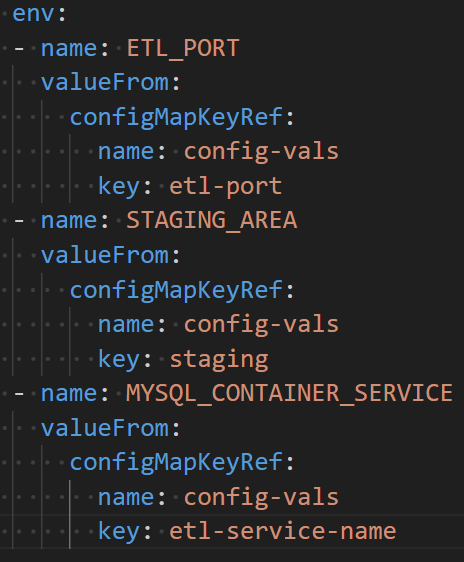 env:
- name: ETL_PORT
  valueFrom:
    configMapKeyRef:
      name: config-vals
      key: etl-port
- name: STAGING_AREA
  valueFrom:
    configMapKeyRef:
      name: config-vals
      key: staging
- name: MYSQL_CONTAINER_SERVICE
  valueFrom:
    configMapKeyRef:
      name: config-vals
      key: etl-service-name